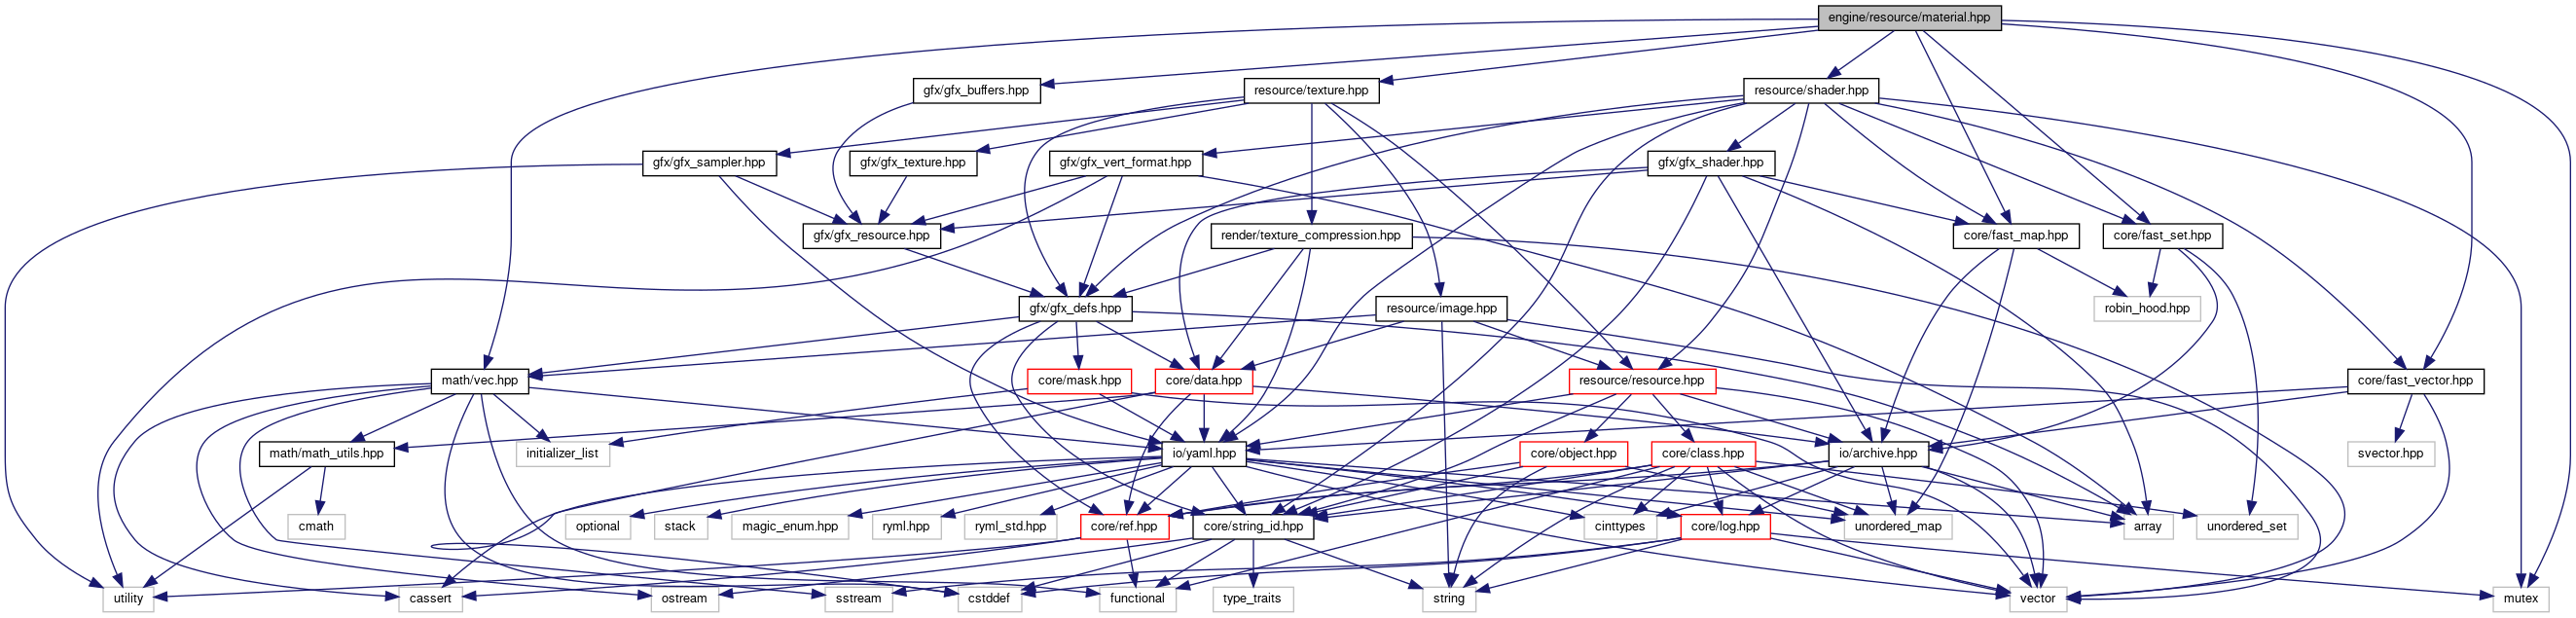 engine/resource/material.hpp
gfx/gfx_buffers.hpp
resource/texture.hpp
resource/shader.hpp
gfx/gfx_sampler.hpp
gfx/gfx_texture.hpp
gfx/gfx_vert_format.hpp
gfx/gfx_shader.hpp
gfx/gfx_resource.hpp
render/texture_compression.hpp
core/fast_map.hpp
core/fast_set.hpp
gfx/gfx_defs.hpp
resource/image.hpp
robin_hood.hpp
math/vec.hpp
core/mask.hpp
core/data.hpp
resource/resource.hpp
core/fast_vector.hpp
math/math_utils.hpp
initializer_list
io/yaml.hpp
core/object.hpp
core/class.hpp
io/archive.hpp
svector.hpp
cmath
optional
stack
magic_enum.hpp
ryml.hpp
ryml_std.hpp
core/ref.hpp
core/string_id.hpp
cinttypes
core/log.hpp
unordered_map
array
unordered_set
utility
cassert
ostream
sstream
cstddef
functional
type_traits
string
vector
mutex